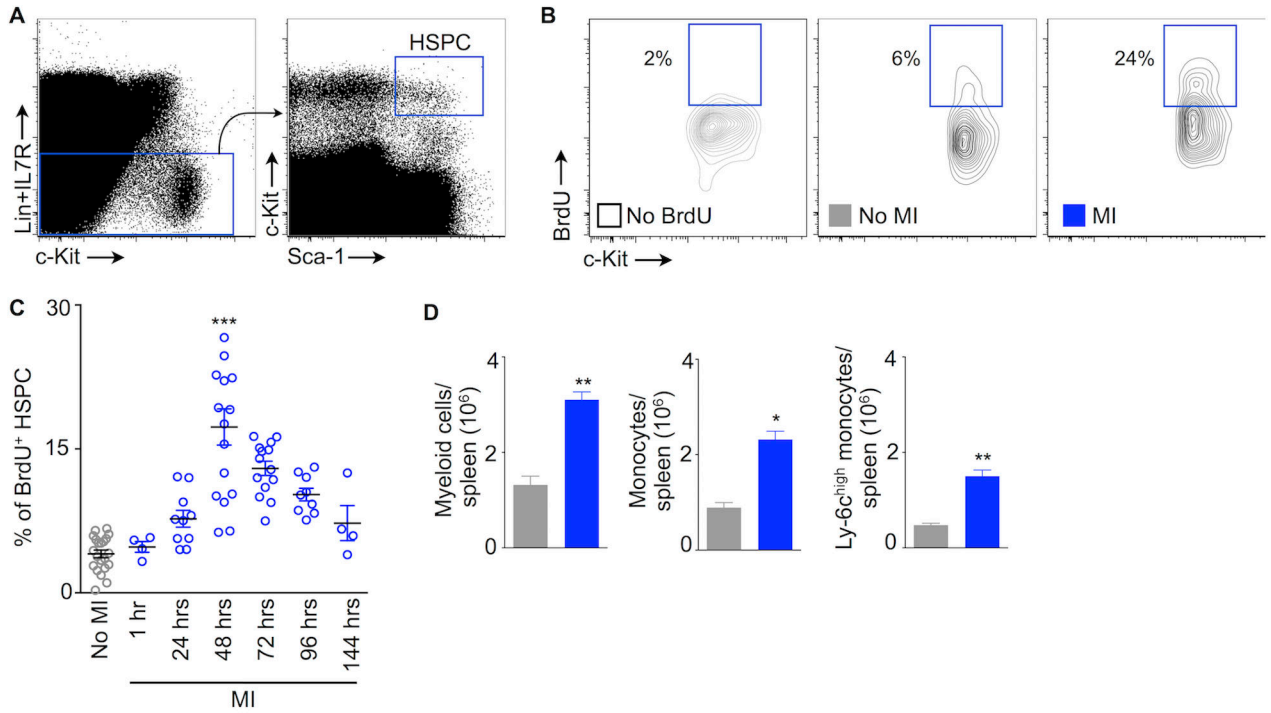 A
HSPC
Lin+IL7R
c-Kit
c-Kit
Sca-1
B
2%
6%
24%
BrdU
No BrdU
No MI
MI
c-Kit
C
% of BrdU⁺ HSPC
30
15
0
***
No MI
1 hr
24 hrs
48 hrs
72 hrs
96 hrs
144 hrs
MI
D
Myeloid cells/
spleen (10⁶)
4
2
0
**
Monocytes/
spleen (10⁶)
4
2
0
*
Ly-6cʰⁱᵍʰ monocytes/
spleen (10⁶)
4
2
0
**